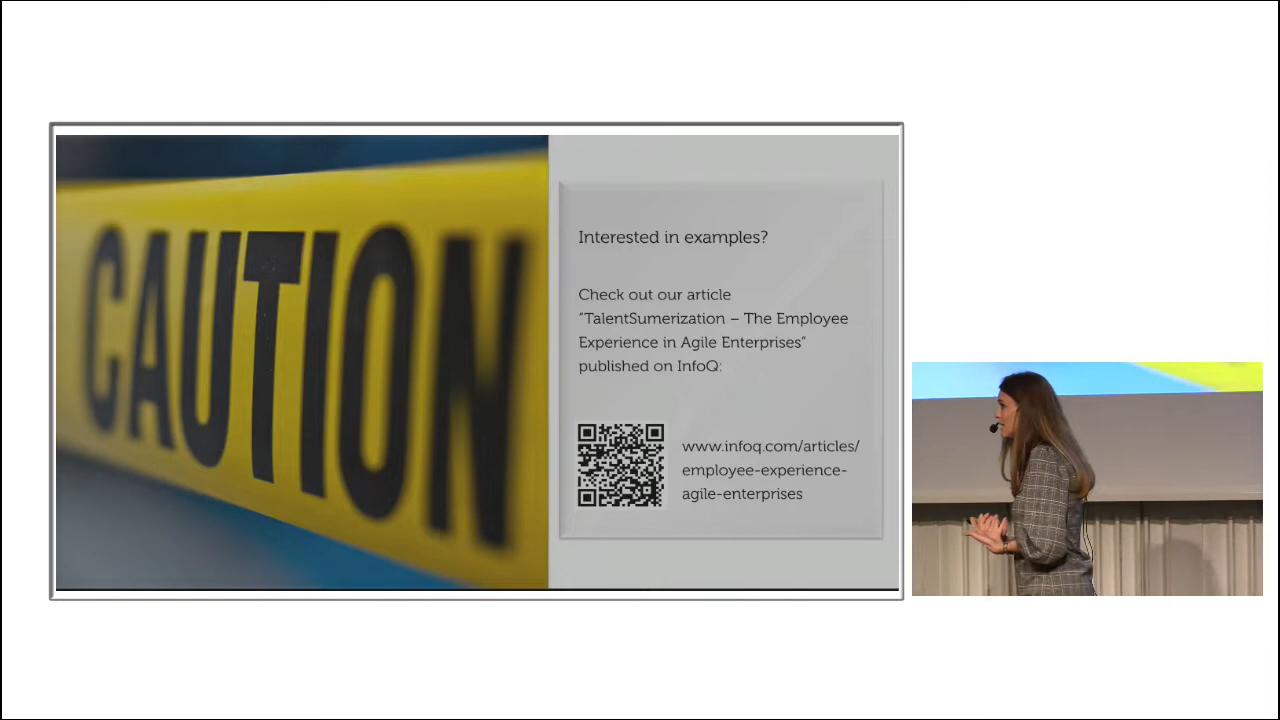 CAUTION
Interested in examples?
Check out our article
“TalentSumerization – The Employee
Experience in Agile Enterprises”
published on InfoQ:
www.infoq.com/articles/
employee-experience-
agile-enterprises